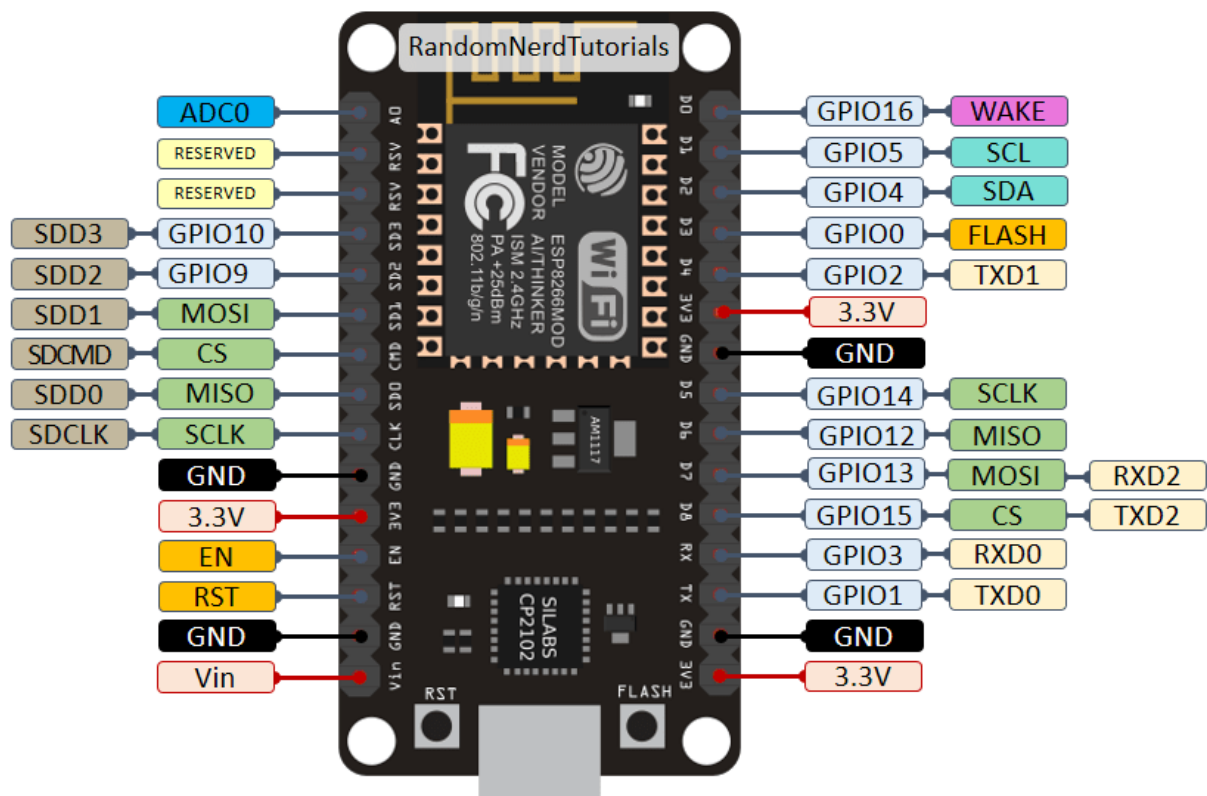 RandomNerdTutorials
ADC0
RESERVED
RESERVED
SDD3 GPIO10
SDD2 GPIO9
SDD1 MOSI
SDCMD CS
SDD0 MISO
SDCLK SCLK
GND
3.3V
EN
RST
GND
Vin
A0
RSV
RSV
SD3
SD2
SD1
CMD
SD0
CLK
GND
3V3
EN
RST
GND
Vin
MODEL
VENDOR
ESP8266MOD
AI/THINKER
ISM 2.4GHz
PA +25dBm
802.11b/g/n
FC
WiFi
AM1117
SILABS
CP2102
RST
FLASH
D0
D1
D2
D3
D4
3V3
GND
D5
D6
D7
D8
RX
TX
GND
3V3
GPIO16 WAKE
GPIO5 SCL
GPIO4 SDA
GPIO0 FLASH
GPIO2 TXD1
3.3V
GND
GPIO14 SCLK
GPIO12 MISO
GPIO13 MOSI RXD2
GPIO15 CS TXD2
GPIO3 RXD0
GPIO1 TXD0
GND
3.3V